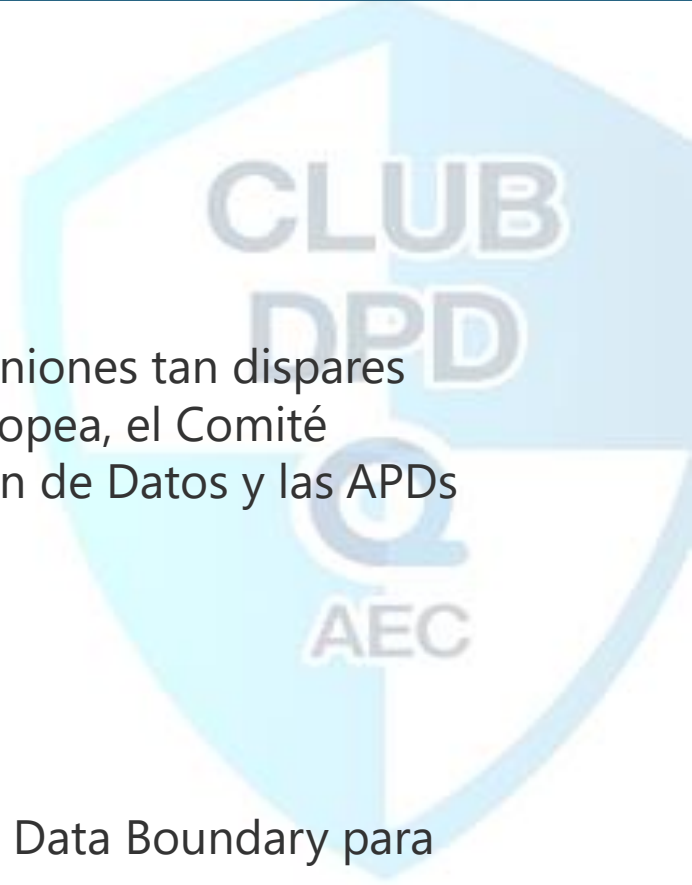 CLUB
DPD
niones tan dispares
opea, el Comité
n de Datos y las APDs
Q
AEC
Data Boundary para